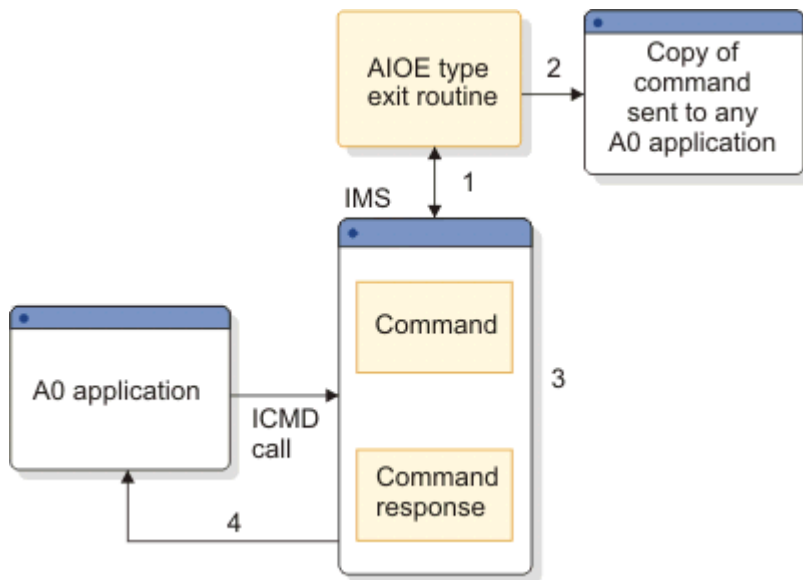 AIOE type
exit routine
2
Copy of
command
sent to any
A0 application
1
IMS
Command
3
A0 application
ICMD
call
Command
response
4